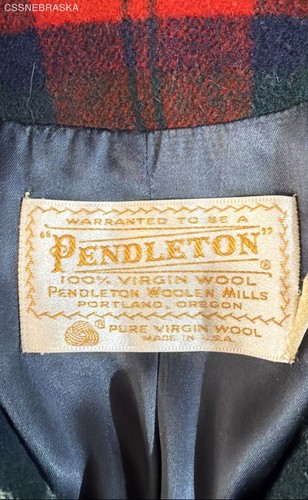 CSSNEBRASKA
WARRANTED TO BE A
"PENDLETON"®
100% VIRGIN WOOL
PENDLETON WOOLEN MILLS
PORTLAND, OREGON
® PURE VIRGIN WOOL
MADE IN U.S.A.